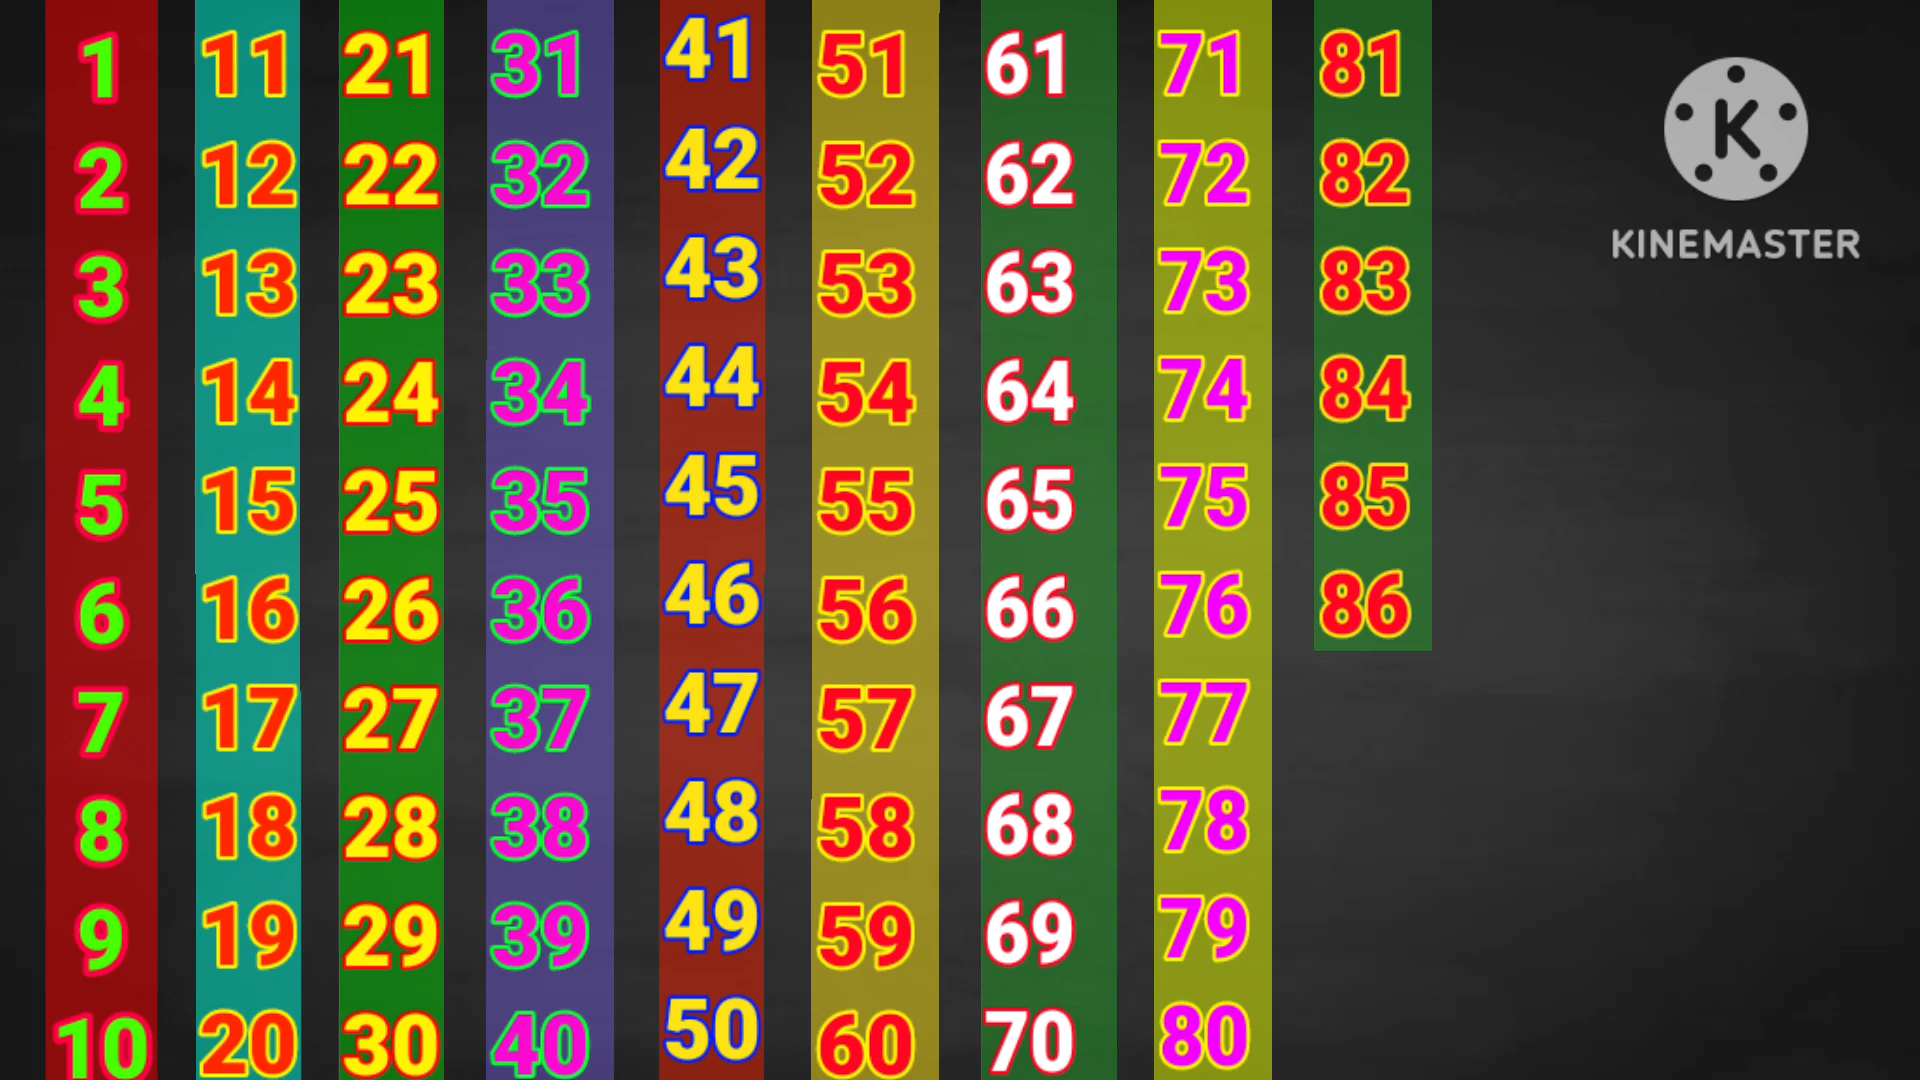 1 11 21 31 41 51 61 71 81
2 12 22 32 42 52 62 72 82
3 13 23 33 43 53 63 73 83
4 14 24 34 44 54 64 74 84
5 15 25 35 45 55 65 75 85
6 16 26 36 46 56 66 76 86
7 17 27 37 47 57 67 77
8 18 28 38 48 58 68 78
9 19 29 39 49 59 69 79
10 20 30 40 50 60 70 80
K
KINEMASTER